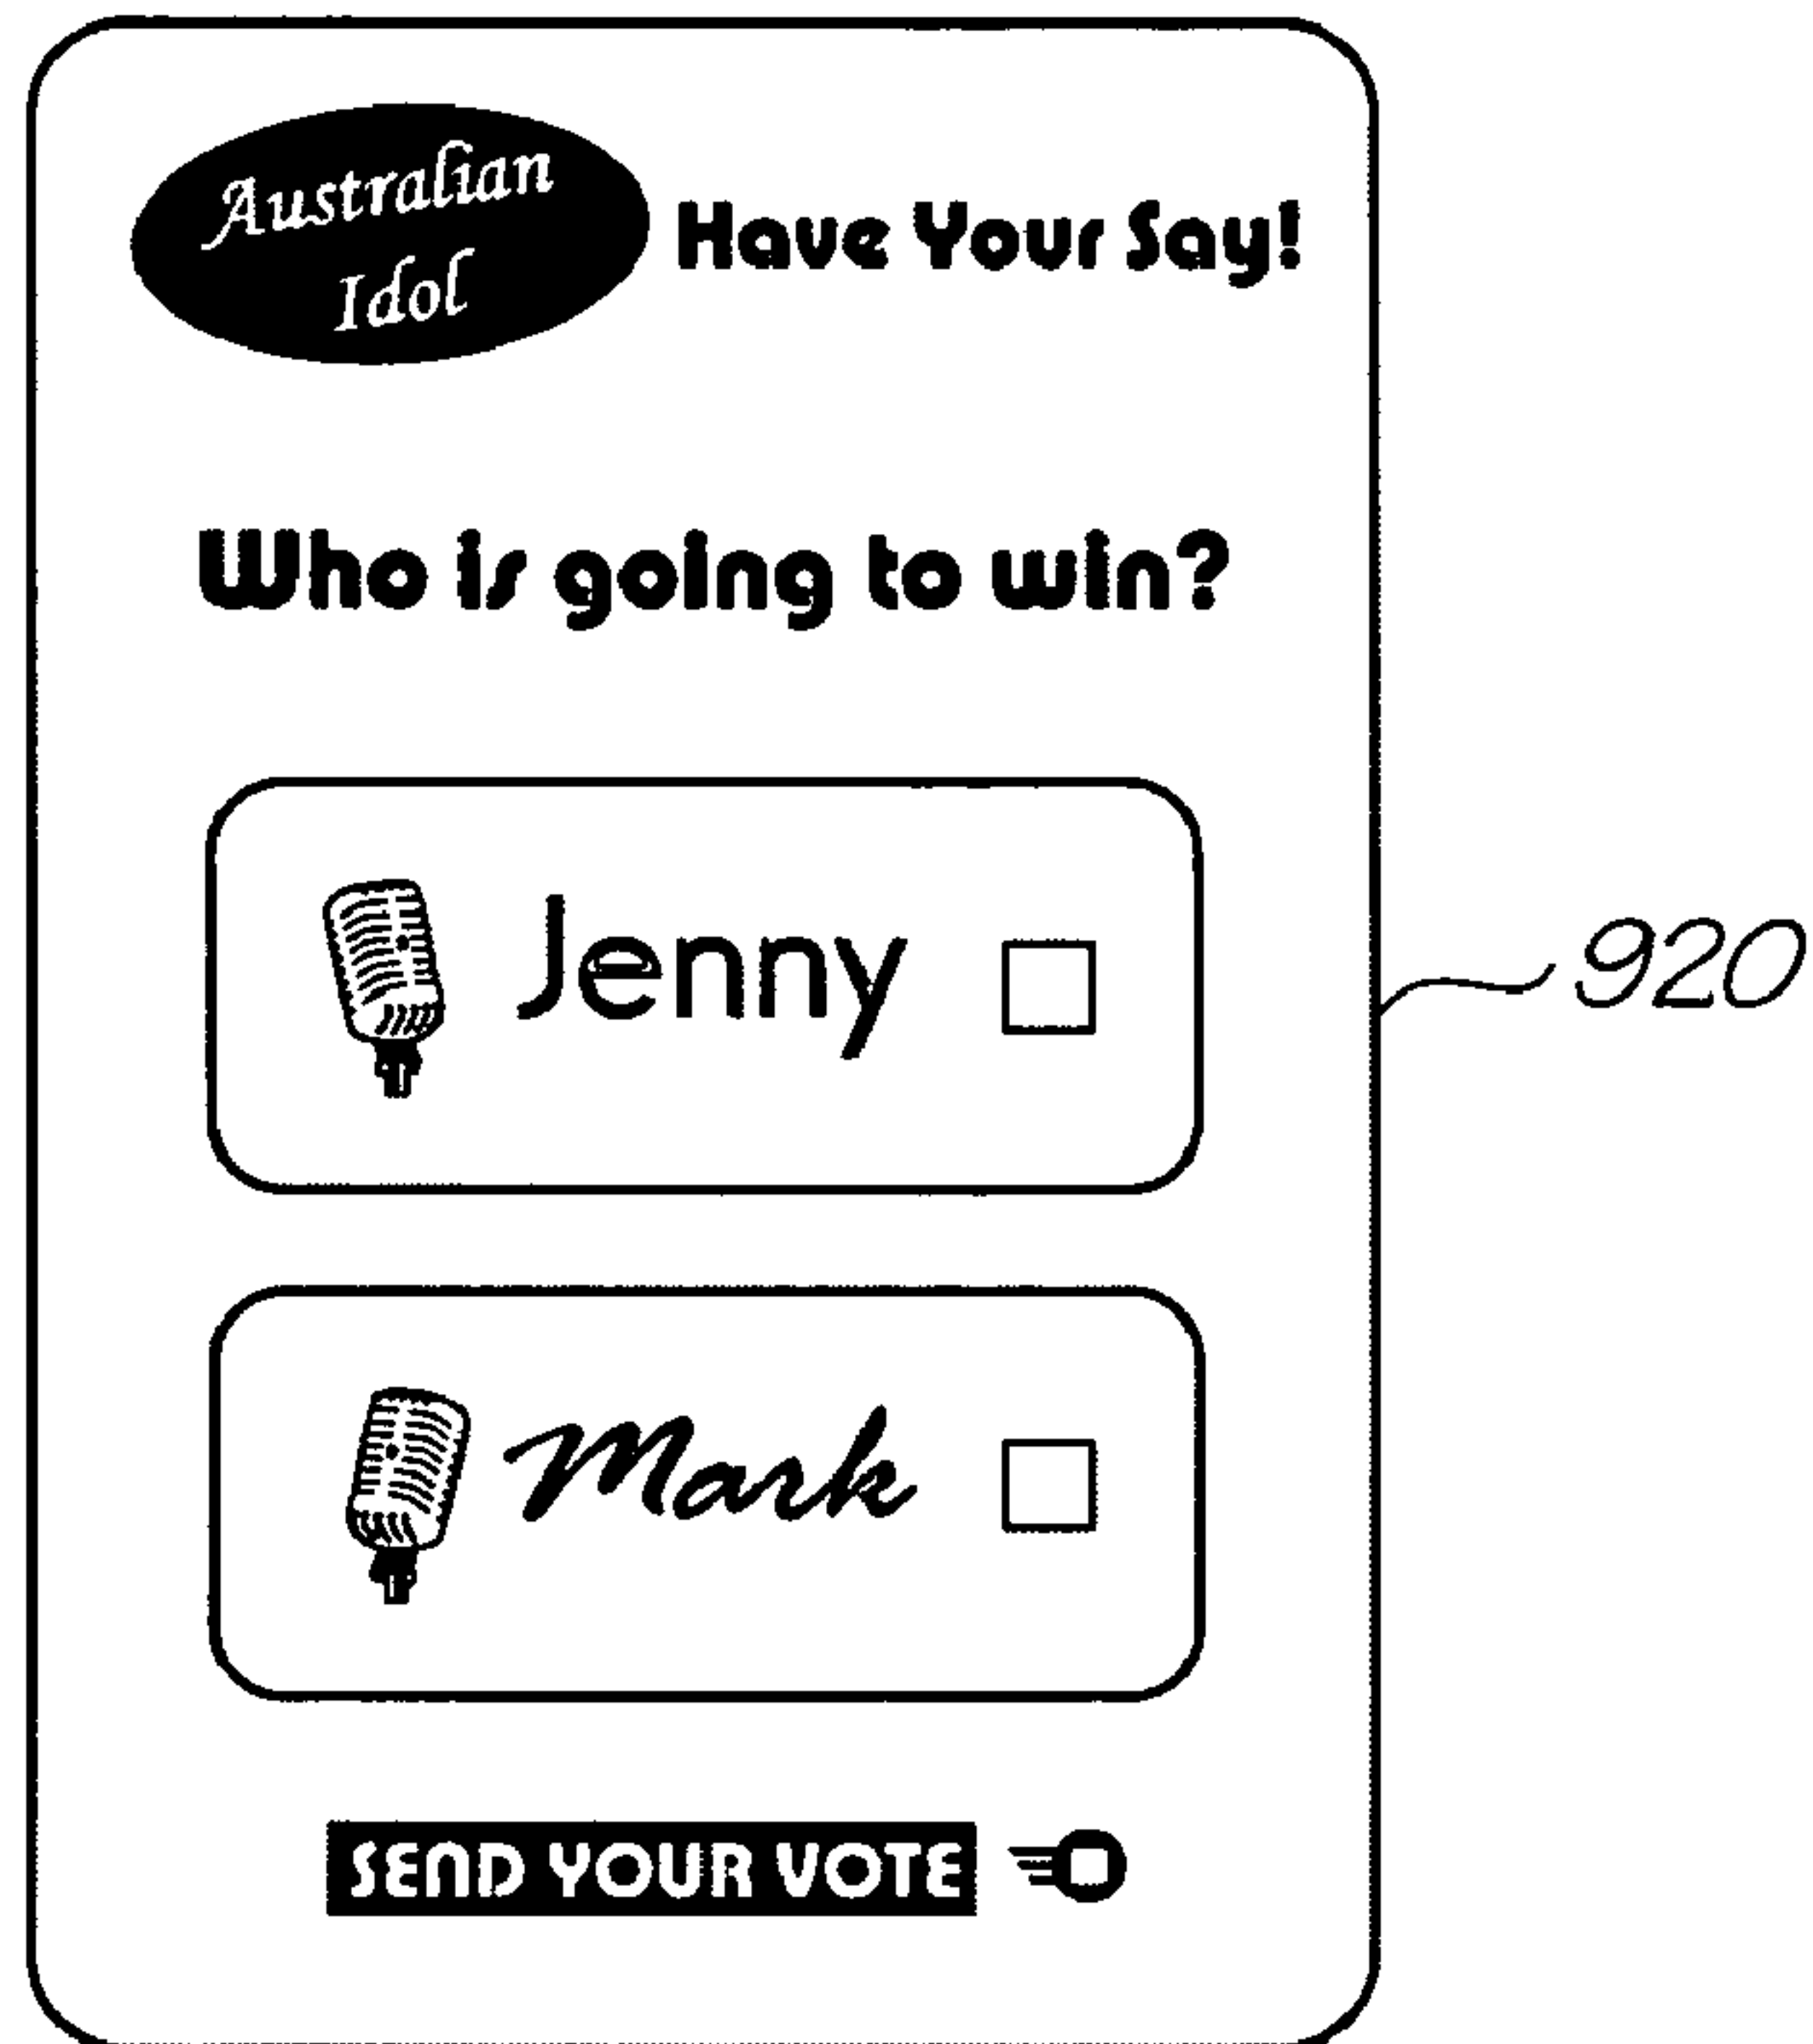 Australian
Idol
Have Your Say!
Who is going to win?
Jenny
920
Mark
SEND YOUR VOTE